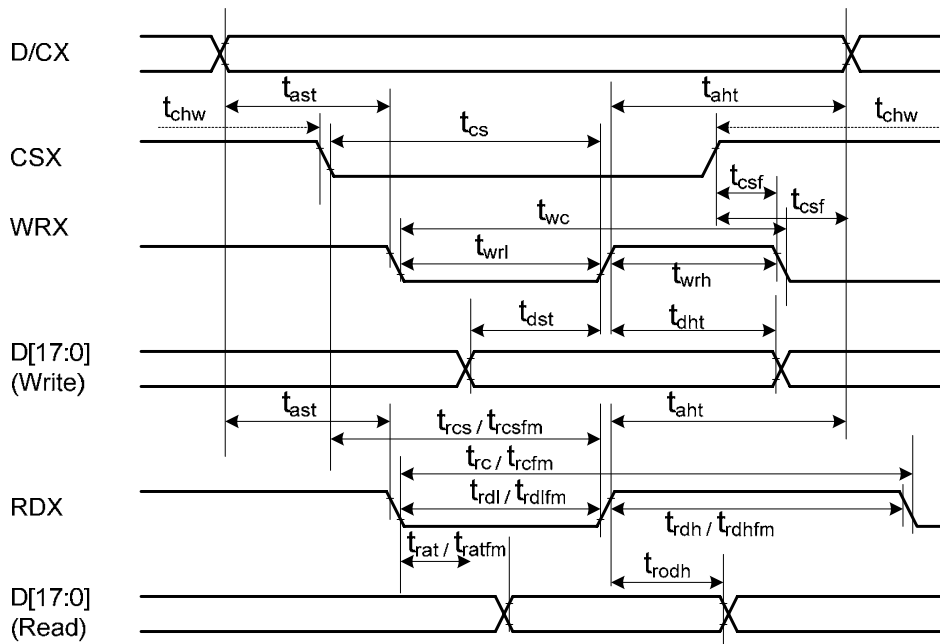 D/CX
t_ast t_aht
t_chw t_cs t_chw
CSX
t_csf
t_csf
WRX
t_wc
t_wrl t_wrh
t_dst t_dht
D[17:0]
(Write)
t_ast t_aht
t_rcs / t_rcsfm
t_rc / t_rcfm
RDX
t_rdl / t_rdlfm
t_rdh / t_rdhfm
t_rat / t_ratfm
t_rodh
D[17:0]
(Read)